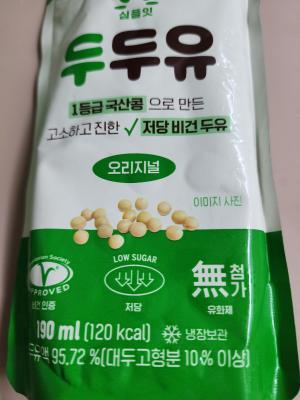 심플잇
두두유
1등급 국산콩으로 만든
고소하고 진한 ✓ 저당 비건 두유
오리지널
이미지 사진
Society
APPROVED
비건 인증
LOW SUGAR
저당
無첨가
유화제
190 ml (120 kcal) 냉장보관
두유액 95.72 %(대두고형분 10% 이상)